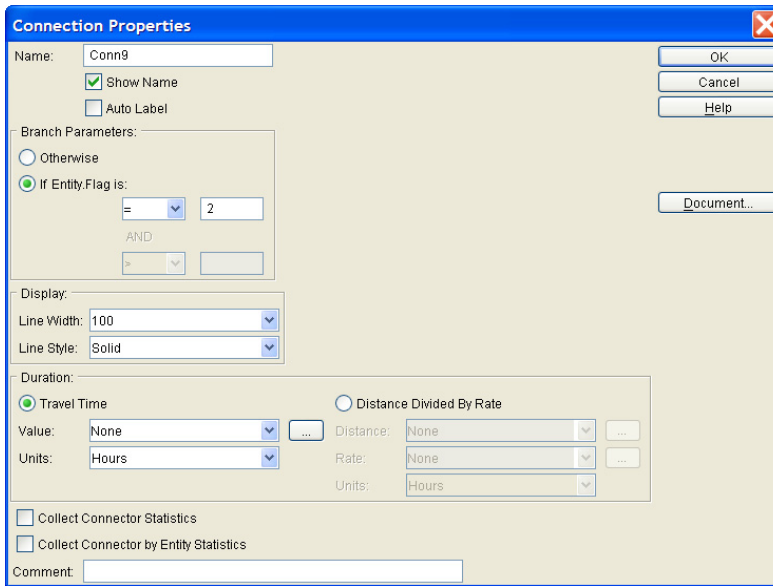 Connection Properties
Name: Conn9 OK
Show Name Cancel
Auto Label Help
Branch Parameters:
Otherwise
If Entity.Flag is:
= 2 Document...
AND
>
Display:
Line Width: 100
Line Style: Solid
Duration:
Travel Time Distance Divided By Rate
Value: None ... Distance: None ...
Units: Hours Rate: None ...
Units: Hours
Collect Connector Statistics
Collect Connector by Entity Statistics
Comment: